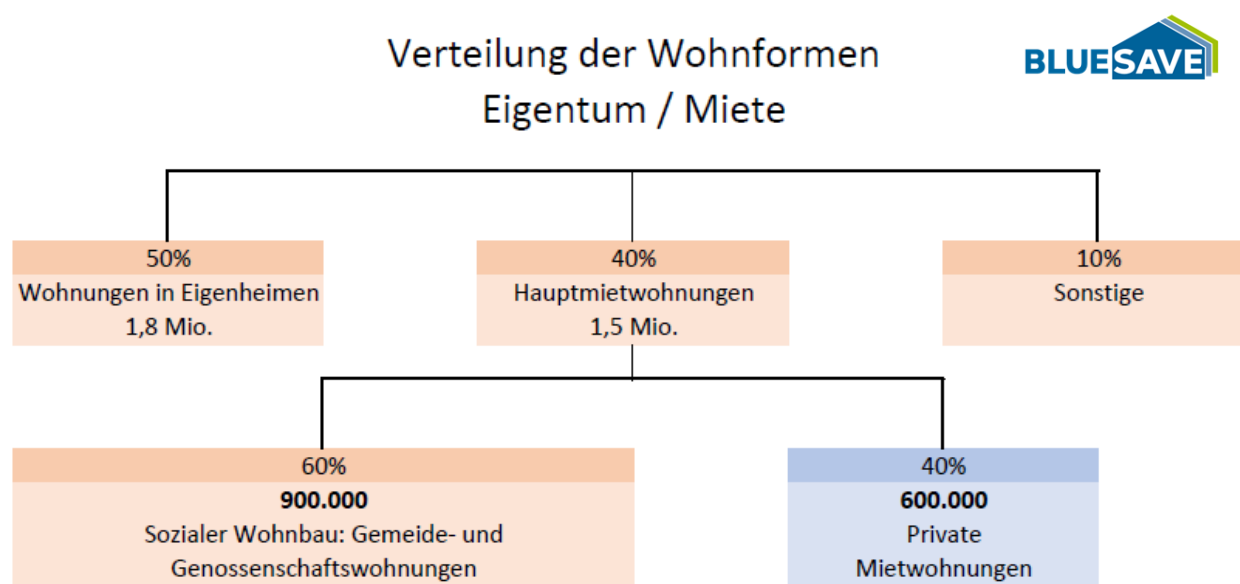 Verteilung der Wohnformen
Eigentum / Miete
BLUESAVE
50%
Wohnungen in Eigenheimen
1,8 Mio.
40%
Hauptmietwohnungen
1,5 Mio.
10%
Sonstige
60%
900.000
Sozialer Wohnbau: Gemeide- und
Genossenschaftswohnungen
40%
600.000
Private
Mietwohnungen